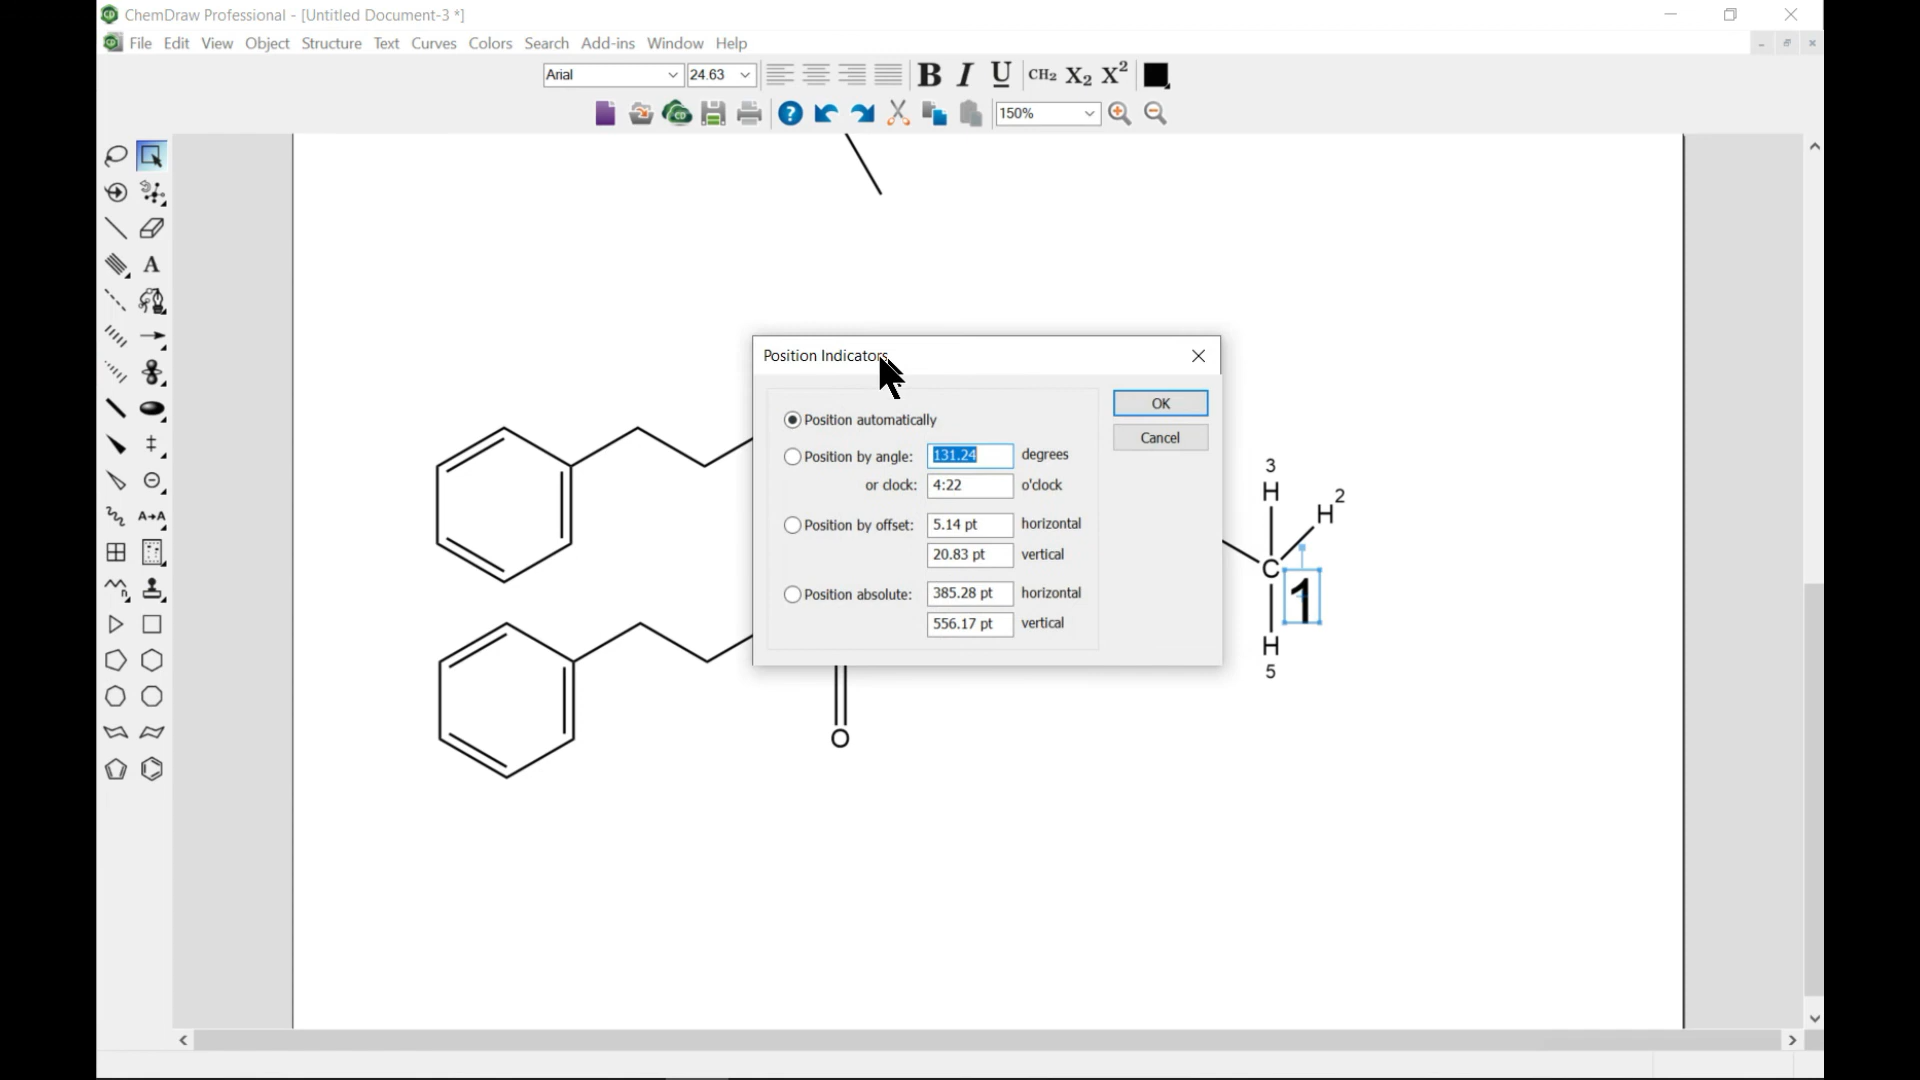 ChemDraw Professional - [Untitled Document-3 *]
File Edit View Object Structure Text Curves Colors Search Add-ins Window Help
Arial 24.63 B I U CH2 X2 X2
CD ? 150%
A
A→A
Position Indicators
Position automatically
OK
Position by angle: 131.24 degrees
Cancel
or clock: 4:22 o'clock
Position by offset: 5.14 pt horizontal
20.83 pt vertical
Position absolute: 385.28 pt horizontal
556.17 pt vertical
3
H
2
H
C
1
H
5
O